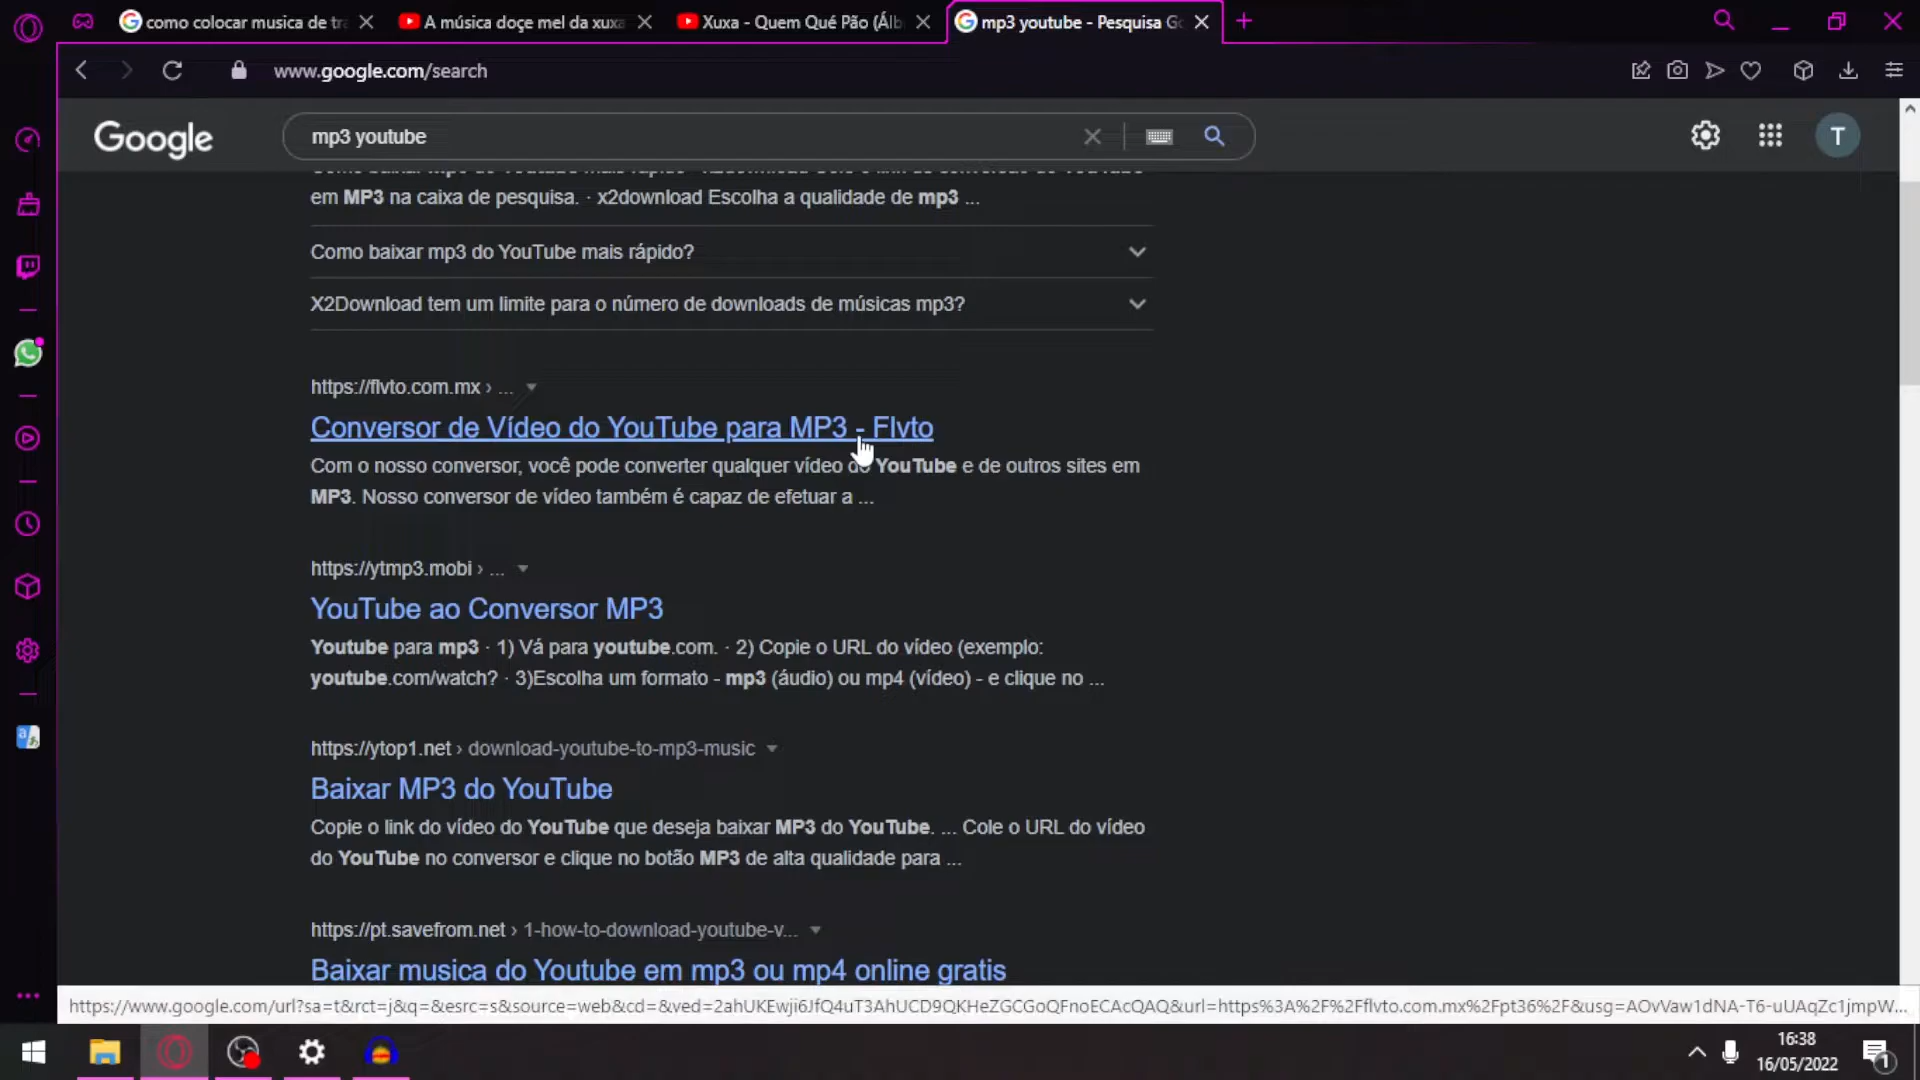 como colocar musica de tr
A música doçe mel da xuxa
Xuxa - Quem Qué Pão (Álb
mp3 youtube - Pesquisa Go
www.google.com/search
Google
mp3 youtube
T
em MP3 na caixa de pesquisa. · x2download Escolha a qualidade de mp3 ...
Como baixar mp3 do YouTube mais rápido?
X2Download tem um limite para o número de downloads de músicas mp3?
https://flvto.com.mx › ...
Conversor de Vídeo do YouTube para MP3 - Flvto
Com o nosso conversor, você pode converter qualquer vídeo do YouTube e de outros sites em
MP3. Nosso conversor de vídeo também é capaz de efetuar a ...
https://ytmp3.mobi › ...
YouTube ao Conversor MP3
Youtube para mp3 · 1) Vá para youtube.com. · 2) Copie o URL do vídeo (exemplo:
youtube.com/watch? · 3)Escolha um formato - mp3 (áudio) ou mp4 (vídeo) - e clique no ...
https://ytop1.net › download-youtube-to-mp3-music
Baixar MP3 do YouTube
Copie o link do vídeo do YouTube que deseja baixar MP3 do YouTube. ... Cole o URL do vídeo
do YouTube no conversor e clique no botão MP3 de alta qualidade para ...
https://pt.savefrom.net › 1-how-to-download-youtube-v...
Baixar musica do Youtube em mp3 ou mp4 online gratis
https://www.google.com/url?sa=t&rct=j&q=&esrc=s&source=web&cd=&ved=2ahUKEwji6JfQ4uT3AhUCD9QKHeZGCGoQFnoECAcQAQ&url=https%3A%2F%2Fflvto.com.mx%2Fpt36%2F&usg=AOvVaw1dNA-T6-uUAqZc1jmpW...
16:38
16/05/2022
1